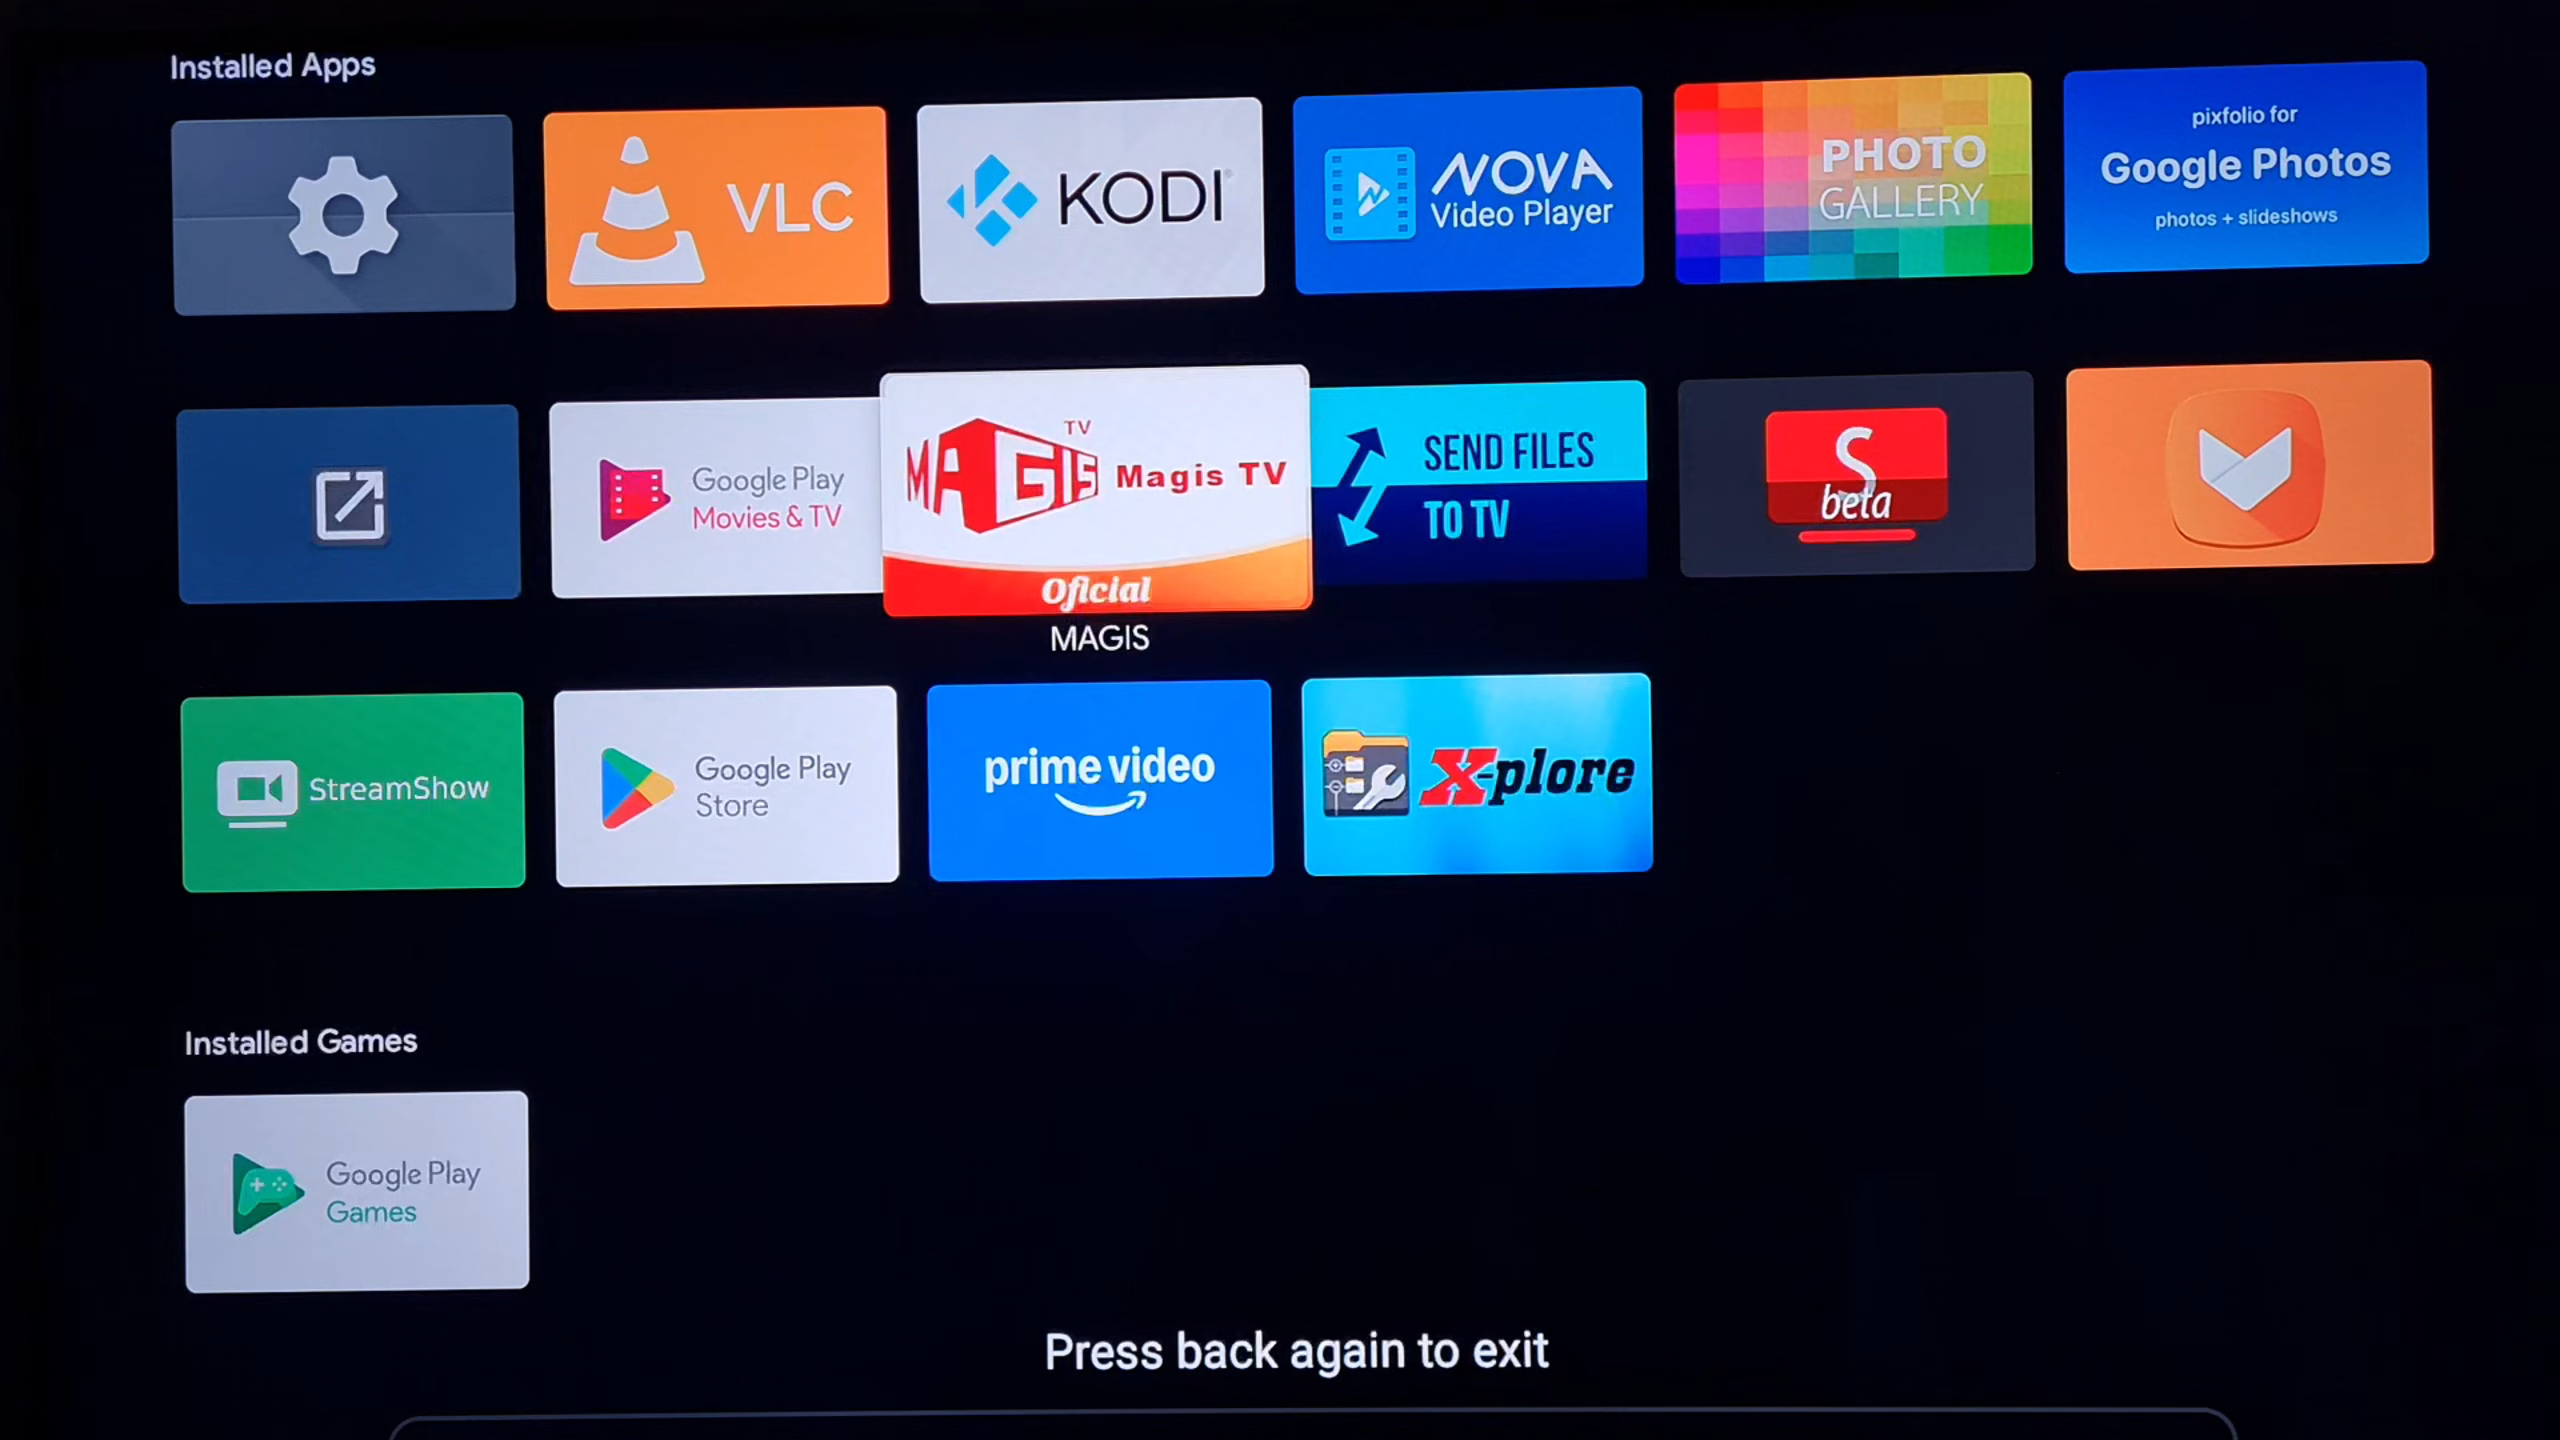 Installed Apps
VLC
KODI
NOVA
Video Player
PHOTO
GALLERY
pixfolio for
Google Photos
photos + slideshows
Google Play
Movies & TV
TV
MAGIS
Magis TV
Oficial
MAGIS
SEND FILES
TO TV
S
beta
StreamShow
Google Play
Store
prime video
X-plore
Installed Games
Google Play
Games
Press back again to exit